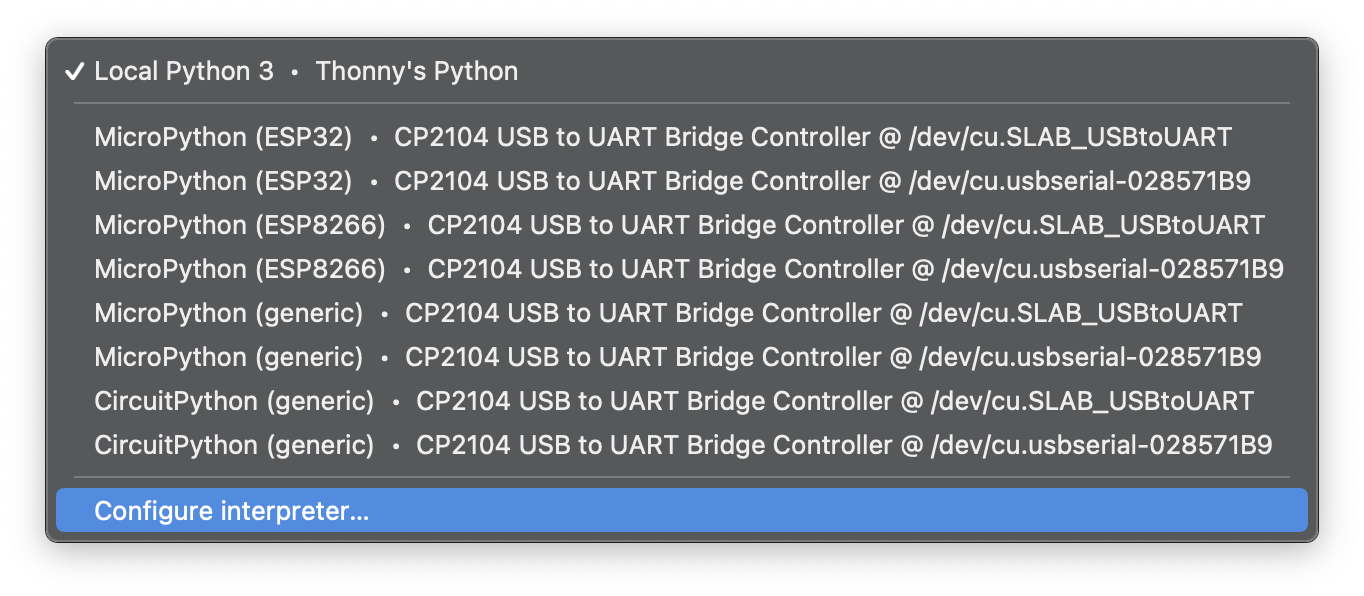 ✓ Local Python 3 • Thonny's Python
MicroPython (ESP32) • CP2104 USB to UART Bridge Controller @ /dev/cu.SLAB_USBtoUART
MicroPython (ESP32) • CP2104 USB to UART Bridge Controller @ /dev/cu.usbserial-028571B9
MicroPython (ESP8266) • CP2104 USB to UART Bridge Controller @ /dev/cu.SLAB_USBtoUART
MicroPython (ESP8266) • CP2104 USB to UART Bridge Controller @ /dev/cu.usbserial-028571B9
MicroPython (generic) • CP2104 USB to UART Bridge Controller @ /dev/cu.SLAB_USBtoUART
MicroPython (generic) • CP2104 USB to UART Bridge Controller @ /dev/cu.usbserial-028571B9
CircuitPython (generic) • CP2104 USB to UART Bridge Controller @ /dev/cu.SLAB_USBtoUART
CircuitPython (generic) • CP2104 USB to UART Bridge Controller @ /dev/cu.usbserial-028571B9
Configure interpreter...